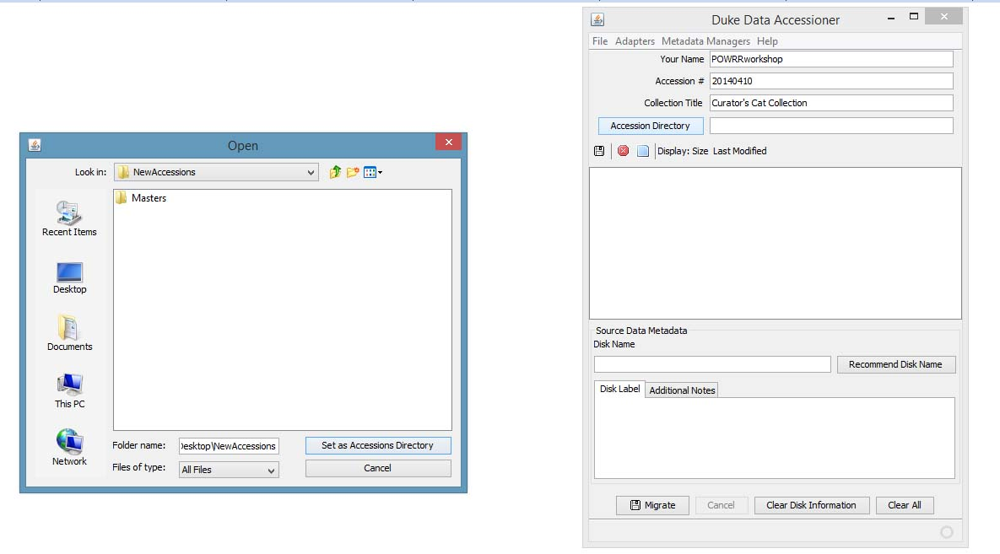 Open
Look in: NewAccessions
Masters
Recent Items
Desktop
Documents
This PC
Network
Folder name: Desktop\NewAccessions
Set as Accessions Directory
Files of type: All Files
Cancel
Duke Data Accessioner
File Adapters Metadata Managers Help
Your Name POWRRworkshop
Accession # 20140410
Collection Title Curator's Cat Collection
Accession Directory
Display: Size Last Modified
Source Data Metadata
Disk Name
Recommend Disk Name
Disk Label Additional Notes
Migrate Cancel Clear Disk Information Clear All